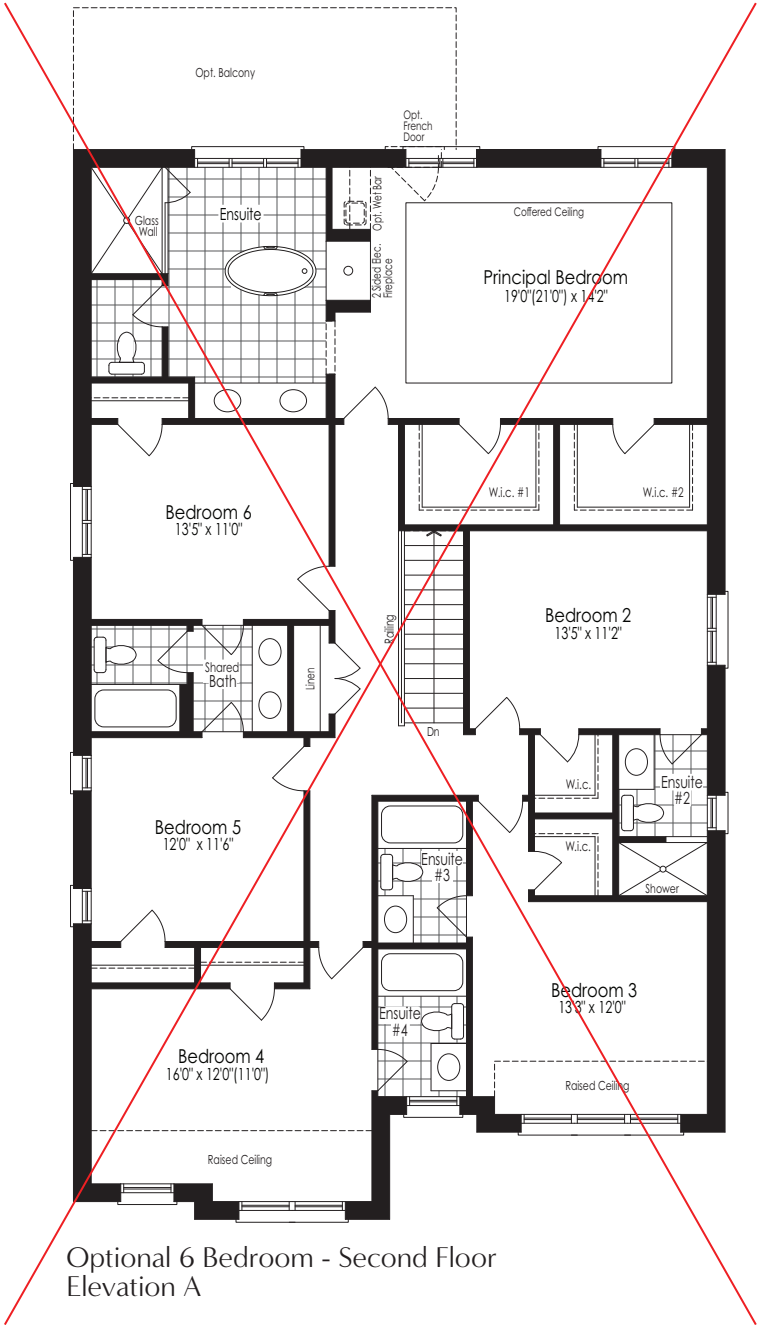 Opt. Balcony
Opt.
French
Door
Ensuite
Glass
Wall
Opt. Wet Bar
2 Sided Elec.
Fireplace
Coffered Ceiling
Principal Bedroom
19'0"(21'0") x 14'2"
W.i.c. #1
W.i.c. #2
Bedroom 6
13'5" x 11'0"
Bedroom 2
13'5" x 11'2"
Railing
Shared
Bath
Linen
Dn
W.i.c.
Ensuite
#2
Bedroom 5
12'0" x 11'6"
Ensuite
#3
W.i.c.
Shower
Bedroom 3
13'3" x 12'0"
Ensuite
#4
Bedroom 4
16'0" x 12'0"(11'0")
Raised Ceiling
Raised Ceiling
Optional 6 Bedroom - Second Floor
Elevation A